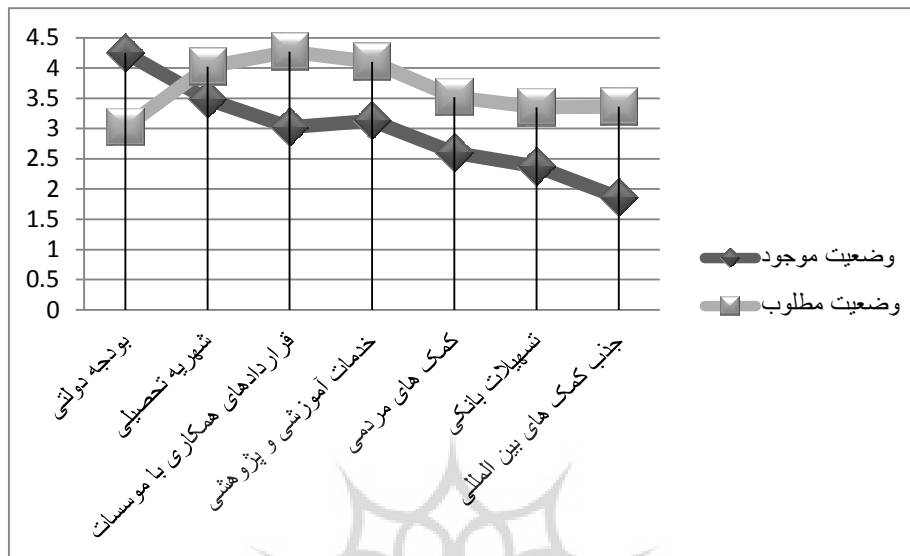 4.5
4
3.5
3
2.5
2
1.5
1
0.5
0
بودجه دولتی
شهریه تحصیلی
قراردادهای همکاری با موسسات
خدمات آموزشی و پژوهشی
کمک های مردمی
تسهیلات بانکی
جذب کمک های بین المللی
وضعیت موجود
وضعیت مطلوب